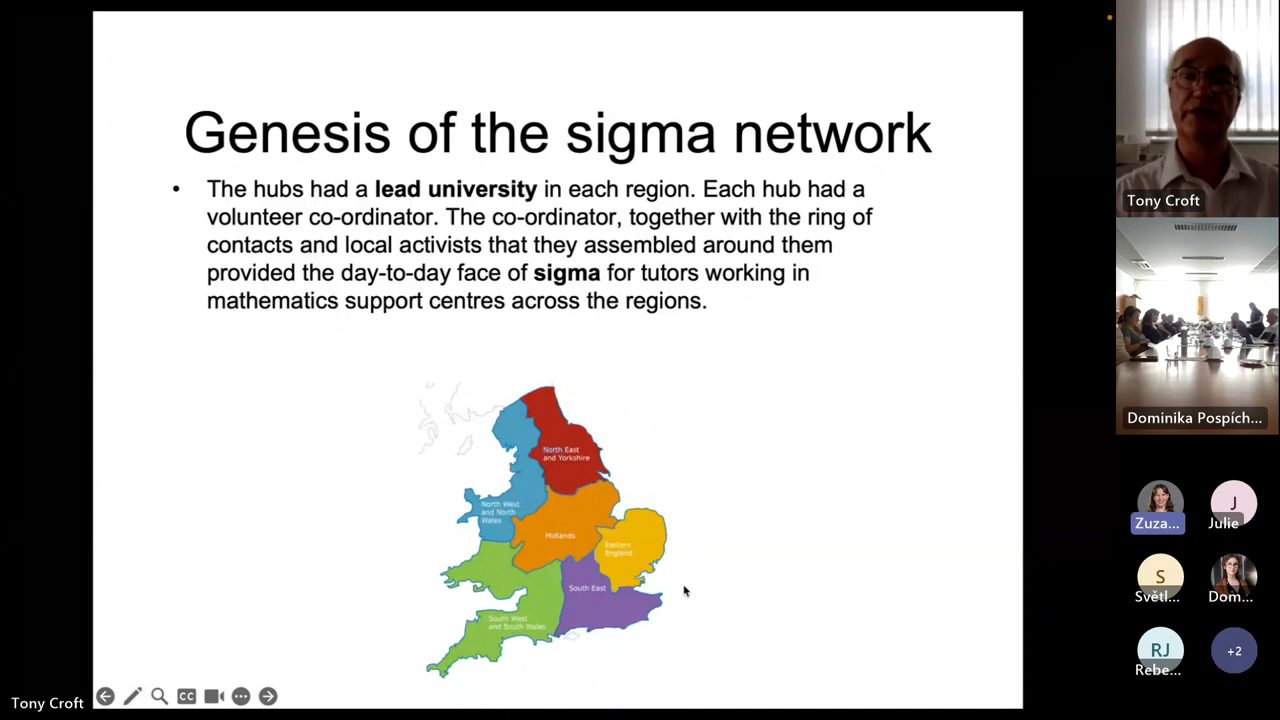 Genesis of the sigma network
• The hubs had a lead university in each region. Each hub had a
volunteer co-ordinator. The co-ordinator, together with the ring of
contacts and local activists that they assembled around them
provided the day-to-day face of sigma for tutors working in
mathematics support centres across the regions.
North East
and Yorkshire
North West
and North
Wales
Midlands
Eastern
England
South East
South West
and South Wales
CC
Tony Croft
Tony Croft
Dominika Pospích...
Zuza...
J
Julie
S
Světl...
Dom...
RJ
Rebe...
+2